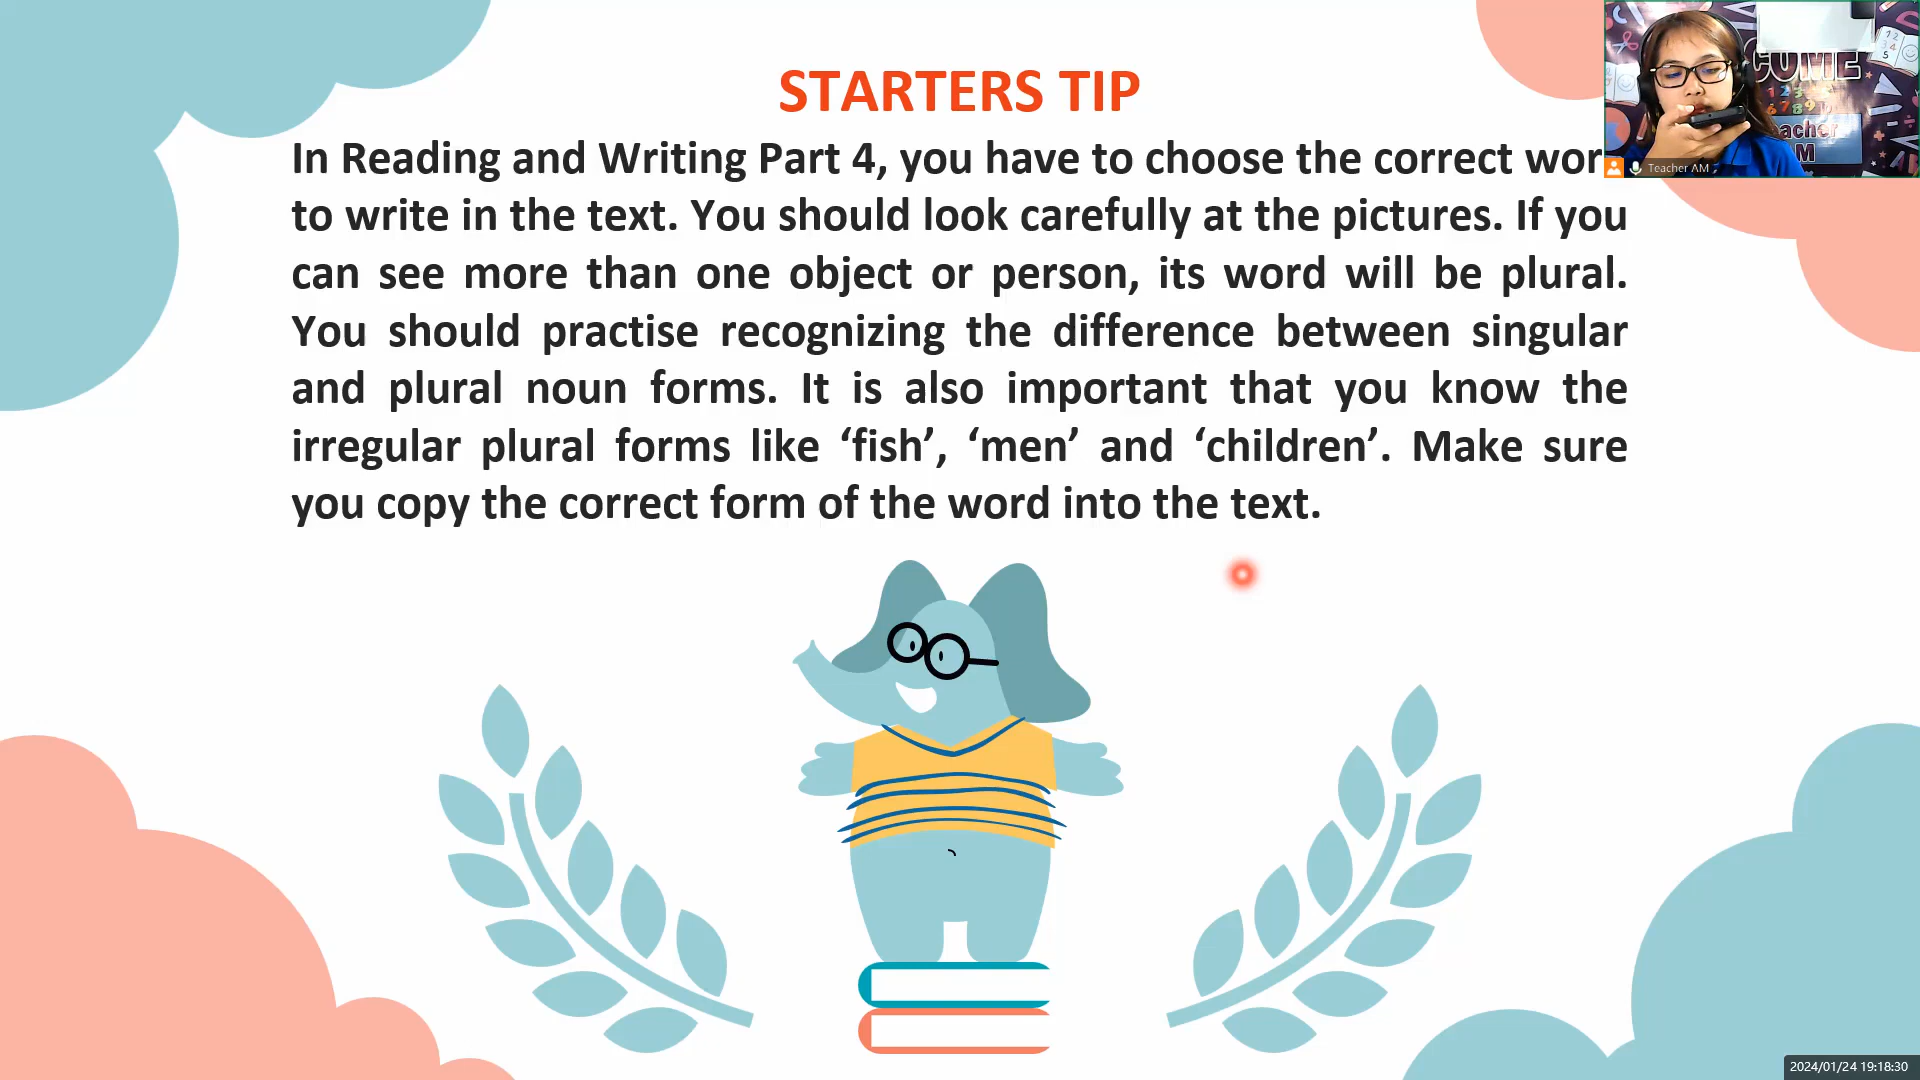 STARTERS TIP
In Reading and Writing Part 4, you have to choose the correct wor
to write in the text. You should look carefully at the pictures. If you
can see more than one object or person, its word will be plural.
You should practise recognizing the difference between singular
and plural noun forms. It is also important that you know the
irregular plural forms like ‘fish’, ‘men’ and ‘children’. Make sure
you copy the correct form of the word into the text.
COME
eacher
M
Teacher AM
2024/01/24 19:18:30